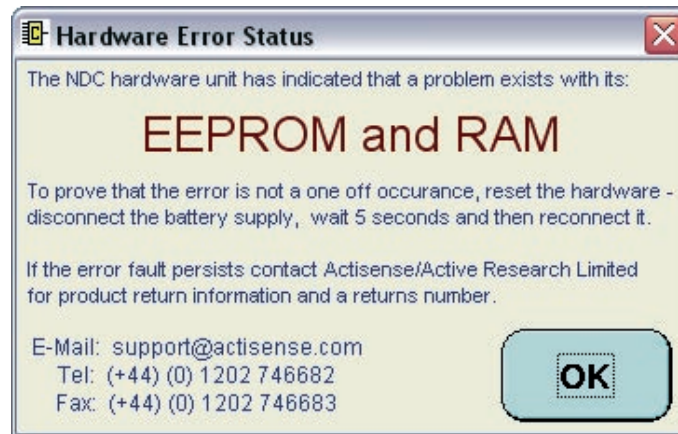 Hardware Error Status
The NDC hardware unit has indicated that a problem exists with its:
EEPROM and RAM
To prove that the error is not a one off occurance, reset the hardware -
disconnect the battery supply, wait 5 seconds and then reconnect it.
If the error fault persists contact Actisense/Active Research Limited
for product return information and a returns number.
E-Mail: support@actisense.com
Tel: (+44) (0) 1202 746682
Fax: (+44) (0) 1202 746683
OK